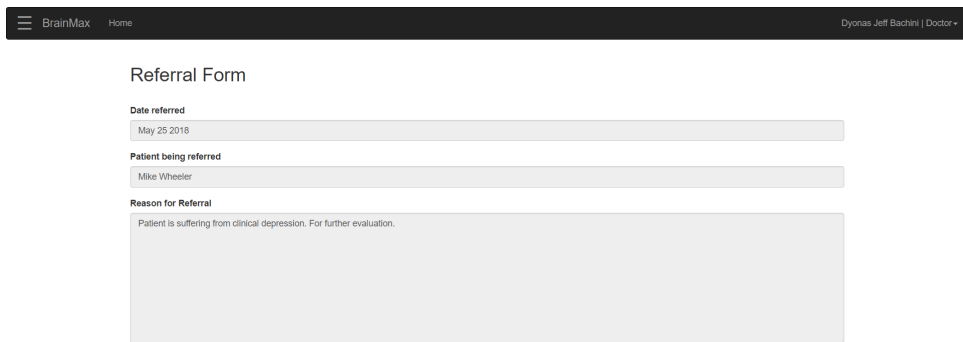 BrainMax Home Dyonas Jeff Bachini | Doctor
Referral Form
Date referred
May 25 2018
Patient being referred
Mike Wheeler
Reason for Referral
Patient is suffering from clinical depression. For further evaluation.